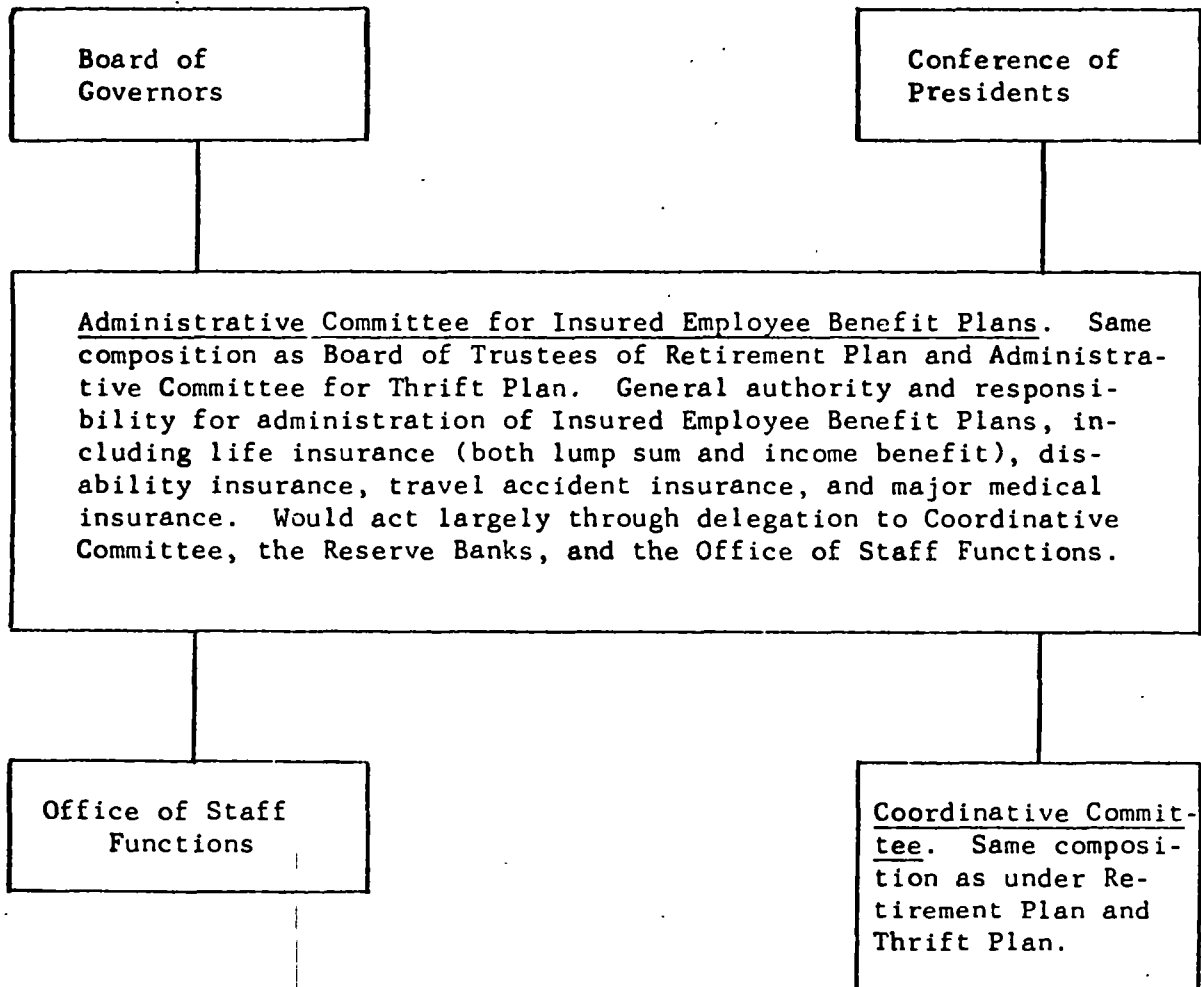 Board of
Governors
Conference of
Presidents
Administrative Committee for Insured Employee Benefit Plans. Same
composition as Board of Trustees of Retirement Plan and Administra-
tive Committee for Thrift Plan. General authority and responsi-
bility for administration of Insured Employee Benefit Plans, in-
cluding life insurance (both lump sum and income benefit), dis-
ability insurance, travel accident insurance, and major medical
insurance. Would act largely through delegation to Coordinative
Committee, the Reserve Banks, and the Office of Staff Functions.
Office of Staff
Functions
Coordinative Commit-
tee. Same composi-
tion as under Re-
tirement Plan and
Thrift Plan.